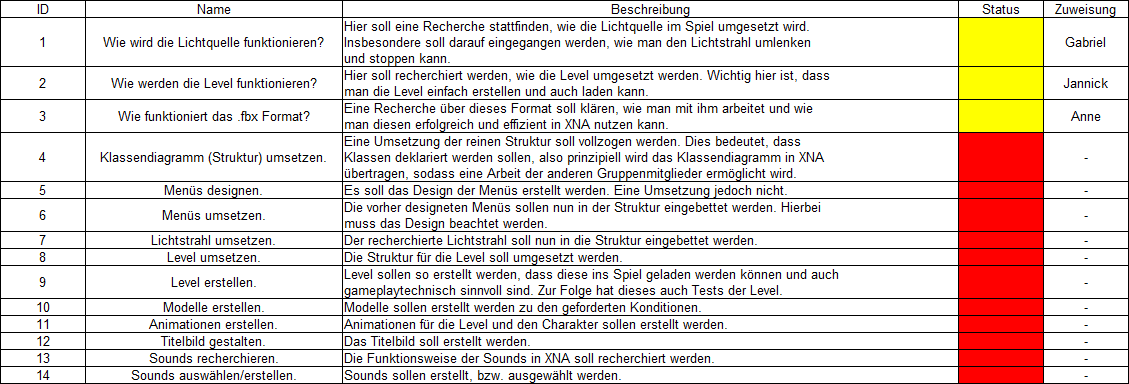 ID Name Beschreibung Status Zuweisung
1 Wie wird die Lichtquelle funktionieren? Hier soll eine Recherche stattfinden, wie die Lichtquelle im Spiel umgesetzt wird.
Insbesondere soll darauf eingegangen werden, wie man den Lichtstrahl umlenken
und stoppen kann. Gabriel
2 Wie werden die Level funktionieren? Hier soll recherchiert werden, wie die Level umgesetzt werden. Wichtig hier ist, dass
man die Level einfach erstellen und auch laden kann. Jannick
3 Wie funktioniert das .fbx Format? Eine Recherche über dieses Format soll klären, wie man mit ihm arbeitet und wie
man diesen erfolgreich und effizient in XNA nutzen kann. Anne
4 Klassendiagramm (Struktur) umsetzen. Eine Umsetzung der reinen Struktur soll vollzogen werden. Dies bedeutet, dass
Klassen deklariert werden sollen, also prinzipiell wird das Klassendiagramm in XNA
übertragen, sodass eine Arbeit der anderen Gruppenmitglieder ermöglicht wird. -
5 Menüs designen. Es soll das Design der Menüs erstellt werden. Eine Umsetzung jedoch nicht. -
6 Menüs umsetzen. Die vorher designeten Menüs sollen nun in der Struktur eingebettet werden. Hierbei
muss das Design beachtet werden. -
7 Lichtstrahl umsetzen. Der recherchierte Lichtstrahl soll nun in die Struktur eingebettet werden. -
8 Level umsetzen. Die Struktur für die Level soll umgesetzt werden. -
9 Level erstellen. Level sollen so erstellt werden, dass diese ins Spiel geladen werden können und auch
gameplaytechnisch sinnvoll sind. Zur Folge hat dieses auch Tests der Level. -
10 Modelle erstellen. Modelle sollen erstellt werden zu den geforderten Konditionen. -
11 Animationen erstellen. Animationen für die Level und den Charakter sollen erstellt werden. -
12 Titelbild gestalten. Das Titelbild soll erstellt werden. -
13 Sounds recherchieren. Die Funktionsweise der Sounds in XNA soll recherchiert werden. -
14 Sounds auswählen/erstellen. Sounds sollen erstellt, bzw. ausgewählt werden. -